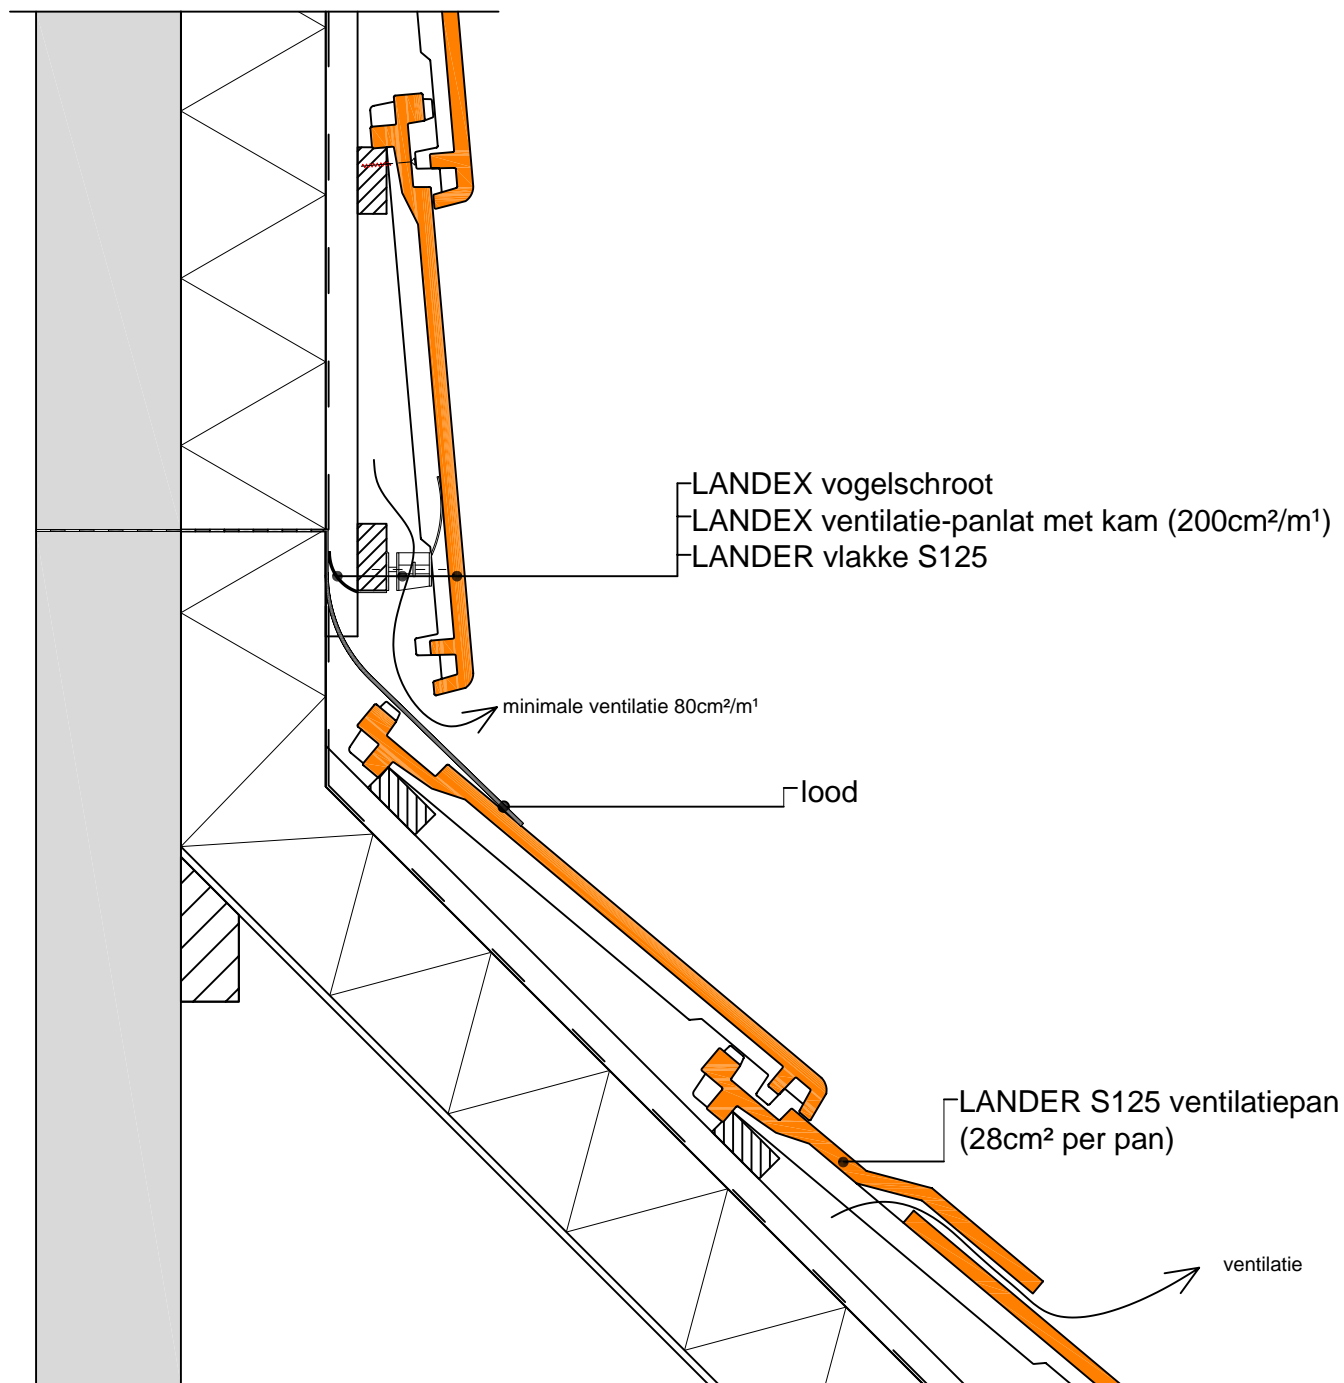 LANDEX vogelschroot
LANDEX ventilatie-panlat met kam (200cm²/m¹)
LANDER vlakke S125
minimale ventilatie 80cm²/m¹
lood
LANDER S125 ventilatiepan
(28cm² per pan)
ventilatie